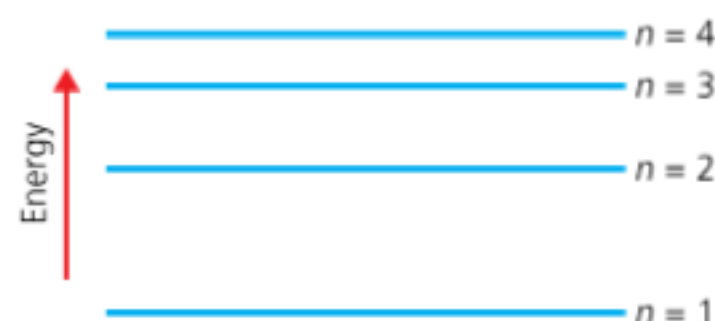 n = 4
n = 3
Energy
n = 2
n = 1